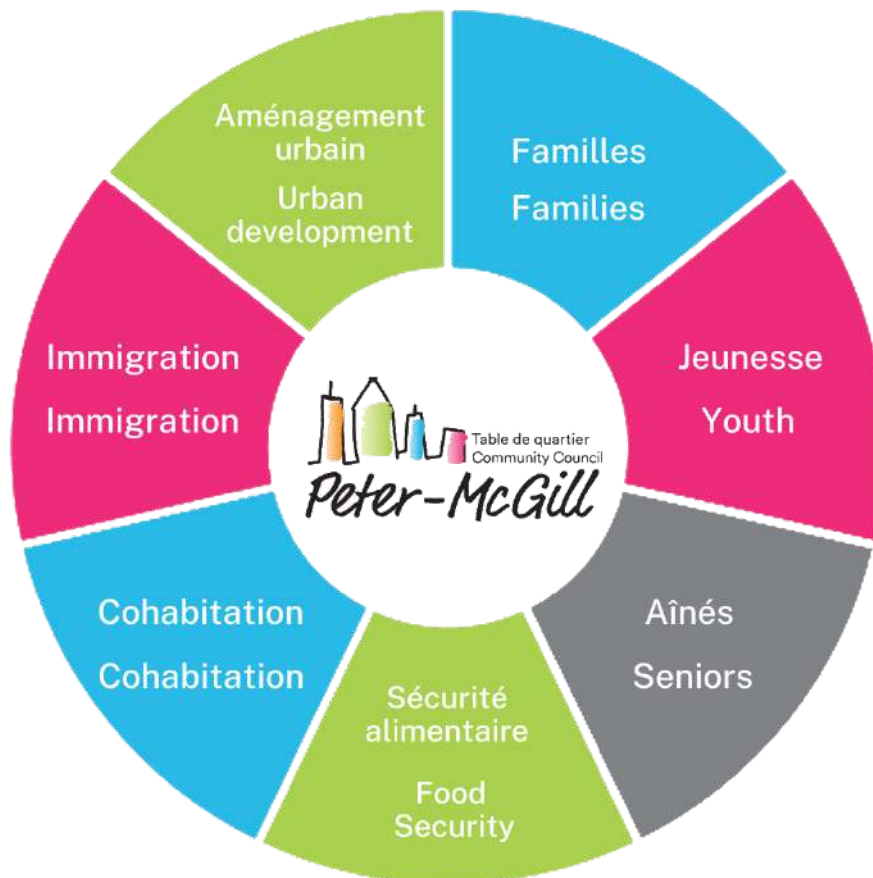 Aménagement
urbain
Urban
development
Familles
Families
Immigration
Immigration
Jeunesse
Youth
Table de quartier
Community Council
Peter-McGill
Cohabitation
Cohabitation
Aînés
Seniors
Sécurité
alimentaire
Food
Security